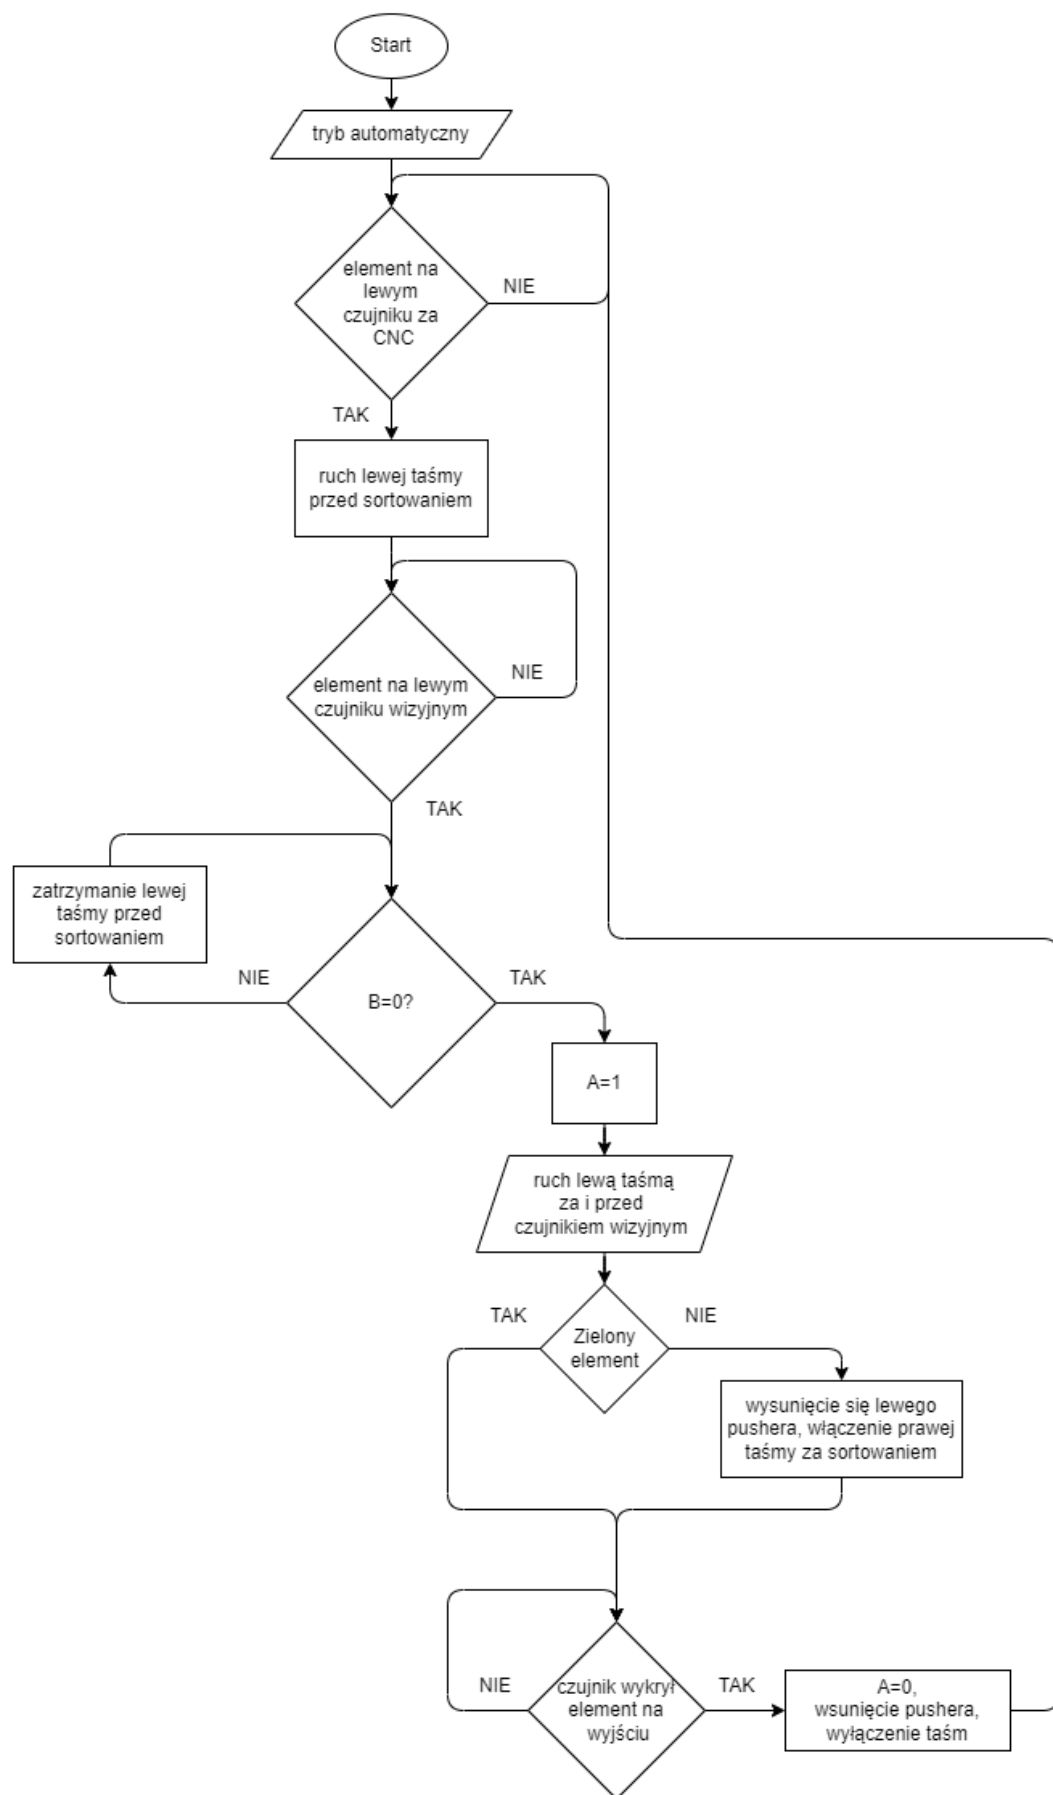 Start
tryb automatyczny
element na
lewym
czujniku za
CNC
NIE
TAK
ruch lewej taśmy
przed sortowaniem
element na lewym
czujniku wizyjnym
NIE
TAK
zatrzymanie lewej
taśmy przed
sortowaniem
NIE
B=0?
TAK
A=1
ruch lewą taśmą
za i przed
czujnikiem wizyjnym
TAK
Zielony
element
NIE
wysunięcie się lewego
pushera, włączenie prawej
taśmy za sortowaniem
NIE
czujnik wykrył
element na
wyjściu
TAK
A=0,
wsunięcie pushera,
wyłączenie taśm